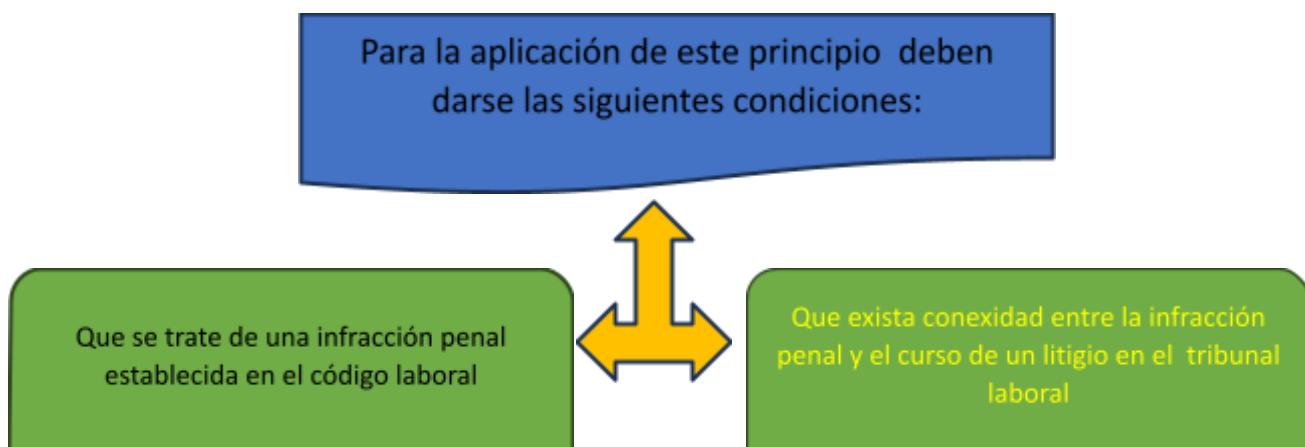 Para la aplicación de este principio deben
darse las siguientes condiciones:
Que se trate de una infracción penal
establecida en el código laboral
Que exista conexidad entre la infracción
penal y el curso de un litigio en el tribunal
laboral